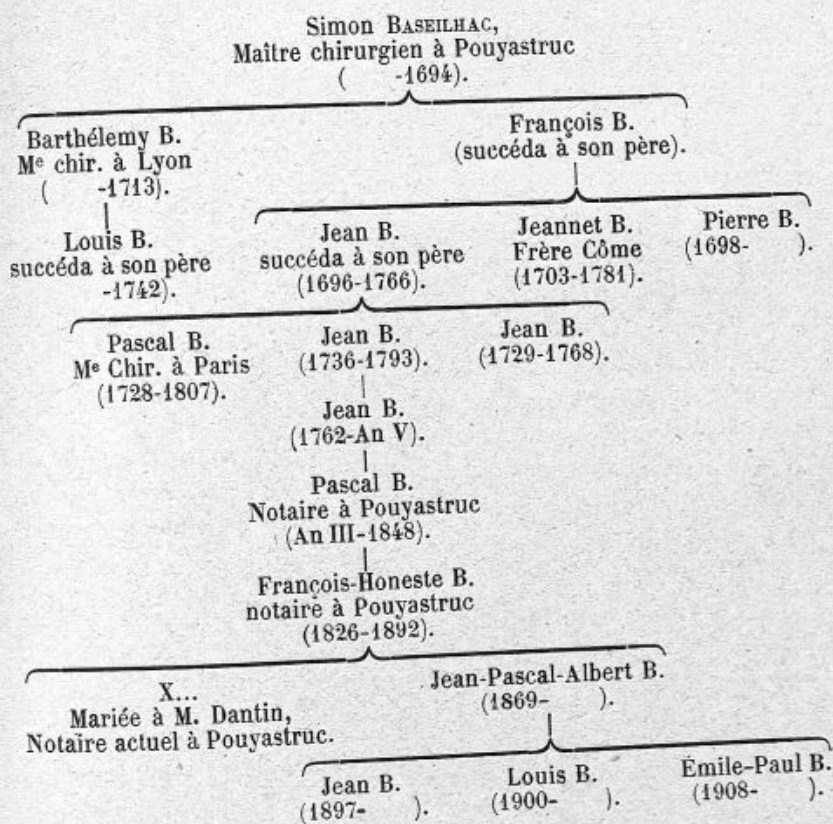 Simon BASEILHAC,
Maître chirurgien à Pouyastruc
( -1694).
Barthélemy B.
Mᵉ chir. à Lyon
( -1713).
François B.
(succéda à son père).
Louis B.
succéda à son père
-1742).
Jean B.
succéda à son père
(1696-1766).
Jeannet B.
Frère Côme
(1703-1781).
Pierre B.
(1698- ).
Pascal B.
Mᵉ Chir. à Paris
(1728-1807).
Jean B.
(1736-1793).
Jean B.
(1729-1768).
Jean B.
(1762-An V).
Pascal B.
Notaire à Pouyastruc
(An III-1848).
François-Honeste B.
notaire à Pouyastruc
(1826-1892).
X...
Mariée à M. Dantin,
Notaire actuel à Pouyastruc.
Jean-Pascal-Albert B.
(1869- ).
Jean B.
(1897- ).
Louis B.
(1900- ).
Émile-Paul B.
(1908- ).